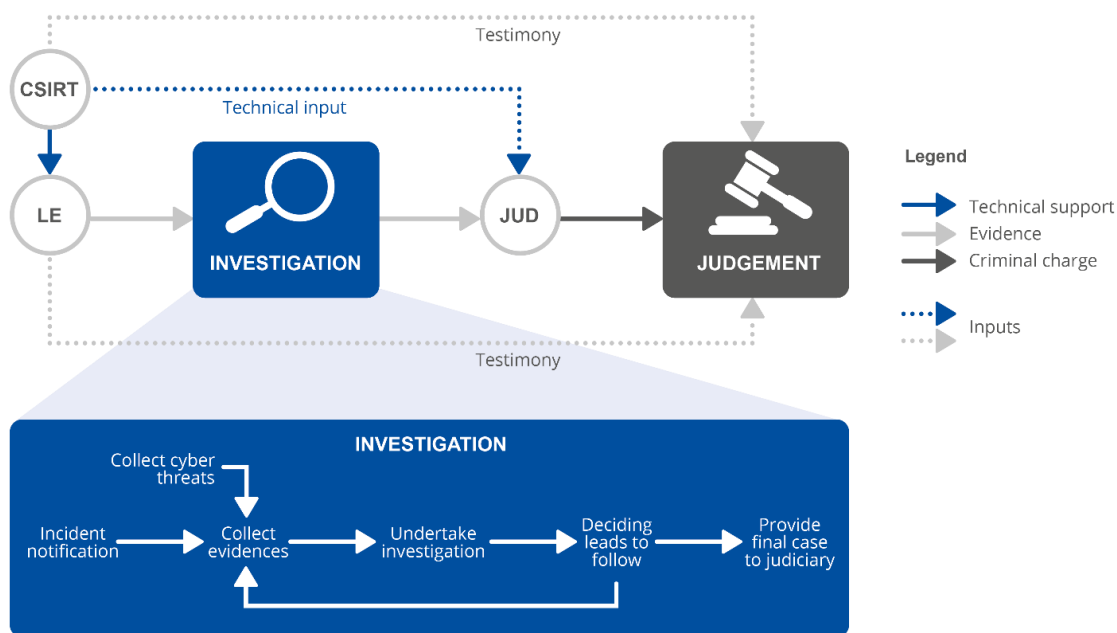 Testimony
CSIRT
Technical input
LE
INVESTIGATION
JUD
JUDGEMENT
Testimony
Legend
Technical support
Evidence
Criminal charge
Inputs
INVESTIGATION
Collect cyber
threats
Incident
notification
Collect
evidences
Undertake
investigation
Deciding
leads to
follow
Provide
final case
to judiciary